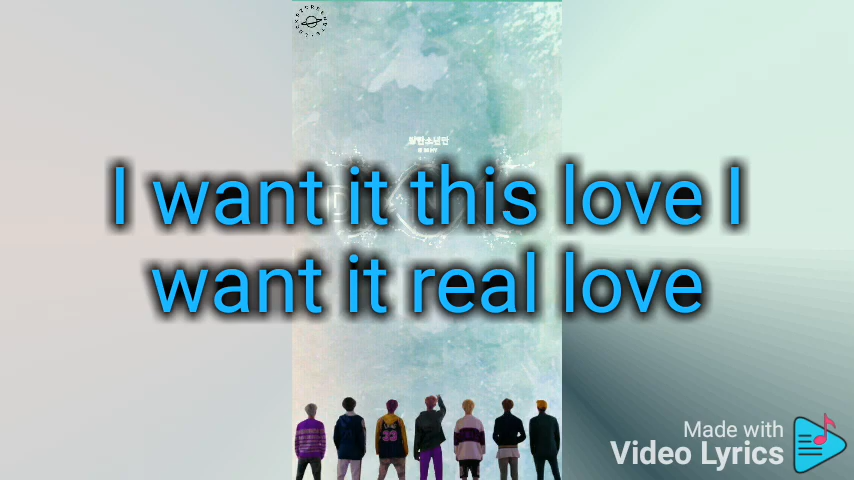 방탄소년단
I want it this love I
want it real love
Made with
Video Lyrics